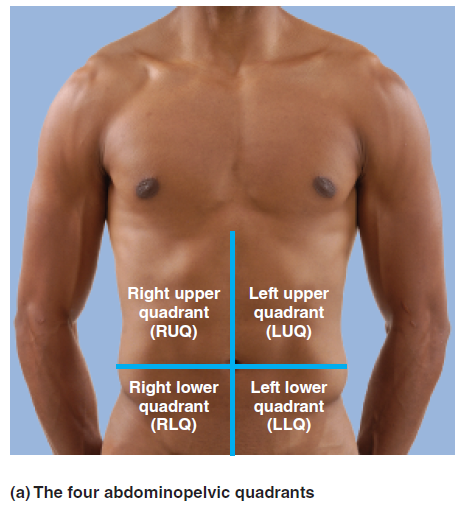 Right upper
quadrant
(RUQ)
Left upper
quadrant
(LUQ)
Right lower
quadrant
(RLQ)
Left lower
quadrant
(LLQ)
(a) The four abdominopelvic quadrants